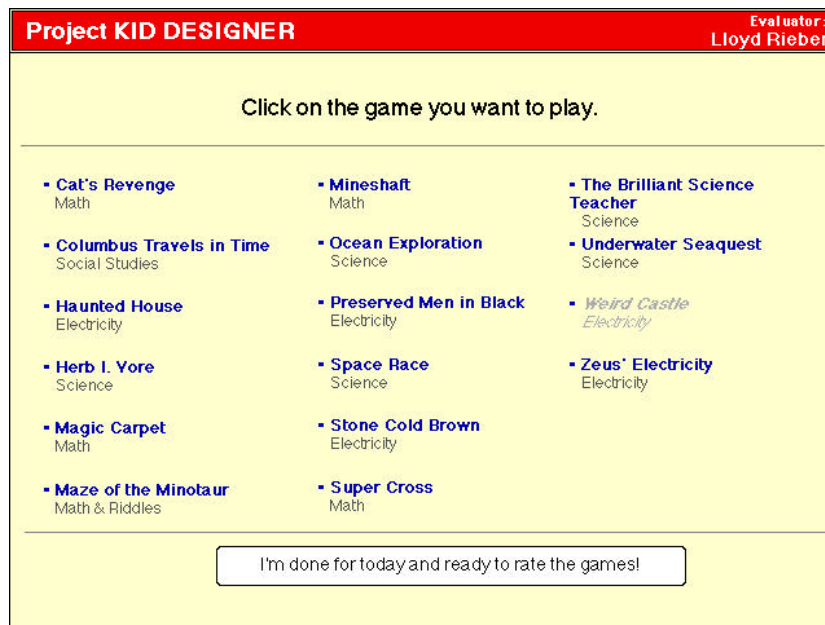 Project KID DESIGNER
Evaluator:
Lloyd Rieber
Click on the game you want to play.
Cat's Revenge
Math
Columbus Travels in Time
Social Studies
Haunted House
Electricity
Herb I. Vore
Science
Magic Carpet
Math
Maze of the Minotaur
Math & Riddles
Mineshaft
Math
Ocean Exploration
Science
Preserved Men in Black
Electricity
Space Race
Science
Stone Cold Brown
Electricity
Super Cross
Math
The Brilliant Science
Teacher
Science
Underwater Seaquest
Science
Weird Castle
Electricity
Zeus' Electricity
Electricity
I'm done for today and ready to rate the games!